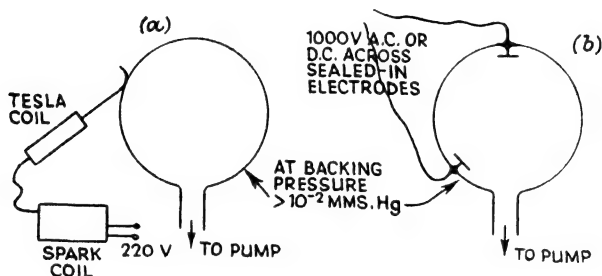 (a)
TESLA
COIL
SPARK
COIL
220 V
TO PUMP
AT BACKING
PRESSURE
>10⁻² MMS.Hg
1000V A.C. OR
D.C. ACROSS
SEALED-IN
ELECTRODES
(b)
TO PUMP